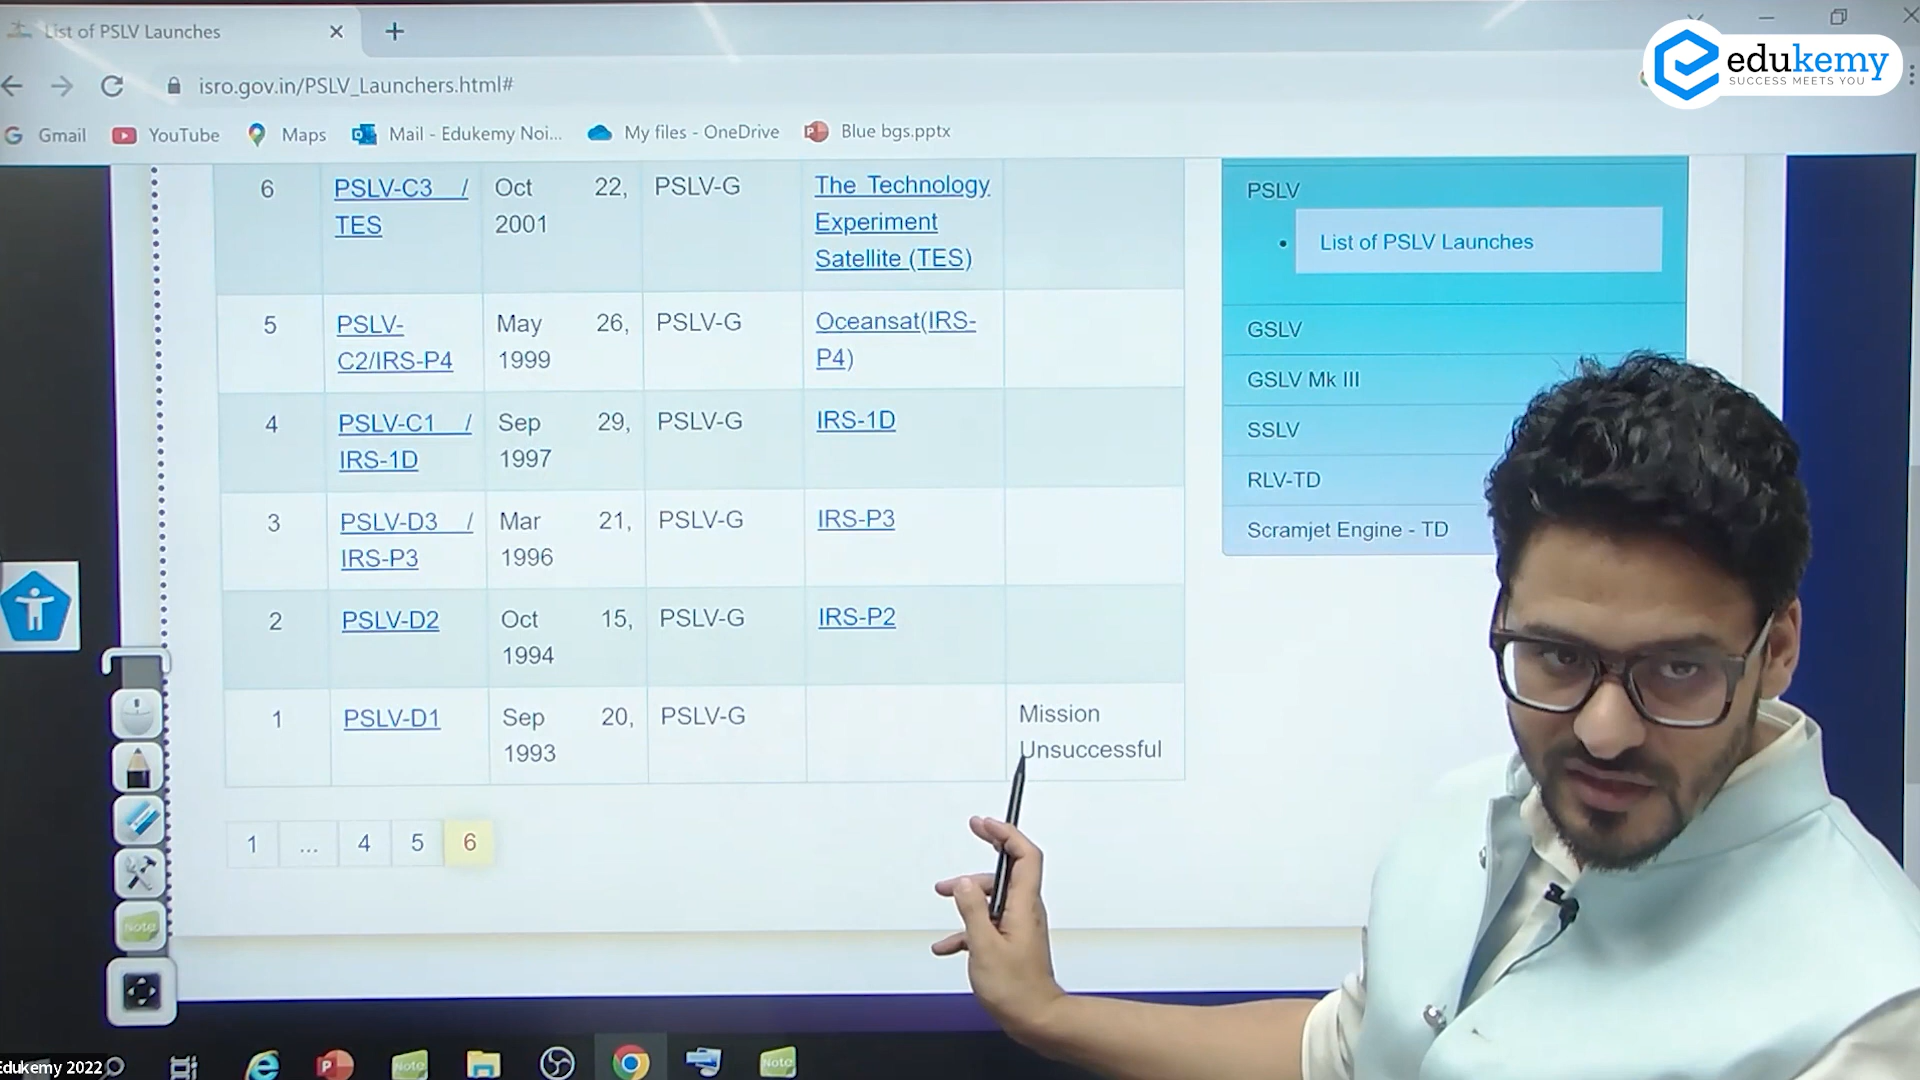 List of PSLV Launches
isro.gov.in/PSLV_Launchers.html#
edukemy
SUCCESS MEETS YOU
Gmail YouTube Maps Mail - Edukemy Noi... My files - OneDrive Blue bgs.pptx
6 PSLV-C3 / Oct 22, PSLV-G The Technology
TES 2001 Experiment
Satellite (TES)
5 PSLV- May 26, PSLV-G Oceansat(IRS-
C2/IRS-P4 1999 P4)
4 PSLV-C1 / Sep 29, PSLV-G IRS-1D
IRS-1D 1997
3 PSLV-D3 / Mar 21, PSLV-G IRS-P3
IRS-P3 1996
2 PSLV-D2 Oct 15, PSLV-G IRS-P2
1994
1 PSLV-D1 Sep 20, PSLV-G Mission
1993 Unsuccessful
1 ... 4 5 6
PSLV
• List of PSLV Launches
GSLV
GSLV Mk III
SSLV
RLV-TD
Scramjet Engine - TD
Note
Edukemy 2022
Note
Note